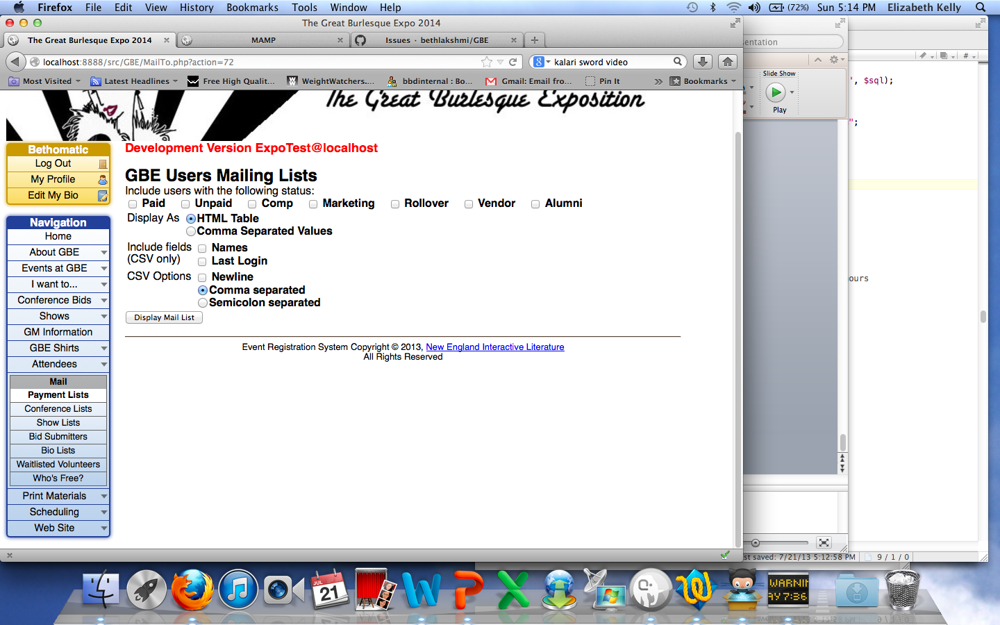 Firefox File Edit View History Bookmarks Tools Window Help (72%) Sun 5:14 PM Elizabeth Kelly
The Great Burlesque Expo 2014
The Great Burlesque Expo 2014 MAMP Issues · bethlakshmi/GBE
localhost:8888/src/GBE/MailTo.php?action=72 kalari sword video
Most Visited Latest Headlines Free High Qualit... WeightWatchers.... bbdinternal : Bo... Gmail: Email fro... Pin It » Bookmarks
The Great Burlesque Exposition
Bethomatic
Log Out
My Profile
Edit My Bio
Navigation
Home
About GBE
Events at GBE
I want to...
Conference Bids
Shows
GM Information
GBE Shirts
Attendees
Mail
Payment Lists
Conference Lists
Show Lists
Bid Submitters
Bio Lists
Waitlisted Volunteers
Who's Free?
Print Materials
Scheduling
Web Site
Development Version ExpoTest@localhost
GBE Users Mailing Lists
Include users with the following status:
Paid Unpaid Comp Marketing Rollover Vendor Alumni
Display As HTML Table
Comma Separated Values
Include fields Names
(CSV only) Last Login
CSV Options Newline
Comma separated
Semicolon separated
Display Mail List
Event Registration System Copyright © 2013, New England Interactive Literature
All Rights Reserved
entation
Slide Show
Play
", $sql);
";
ours
st saved: 7/21/13 5:12:58 PM 9 / 1 / 0
JUL
21
WARNIN
AY 7:36